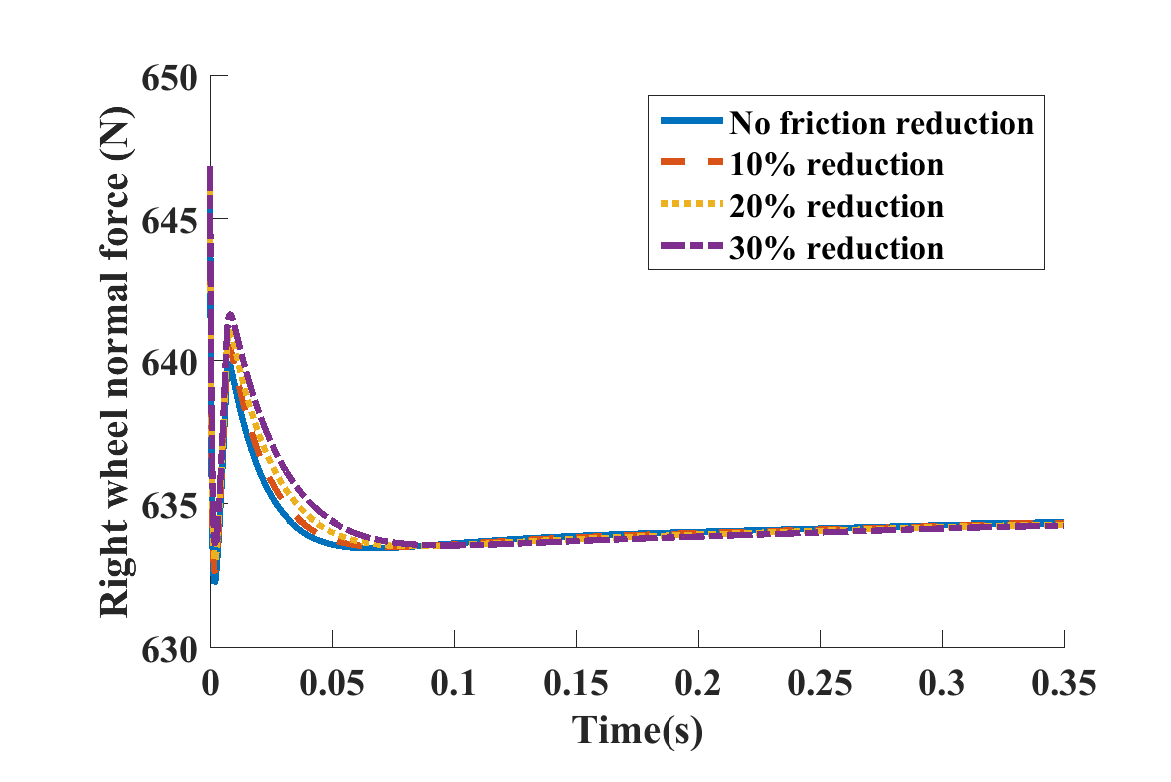 650
645
640
635
630
Right wheel normal force (N)
No friction reduction
10% reduction
20% reduction
30% reduction
0 0.05 0.1 0.15 0.2 0.25 0.3 0.35
Time(s)